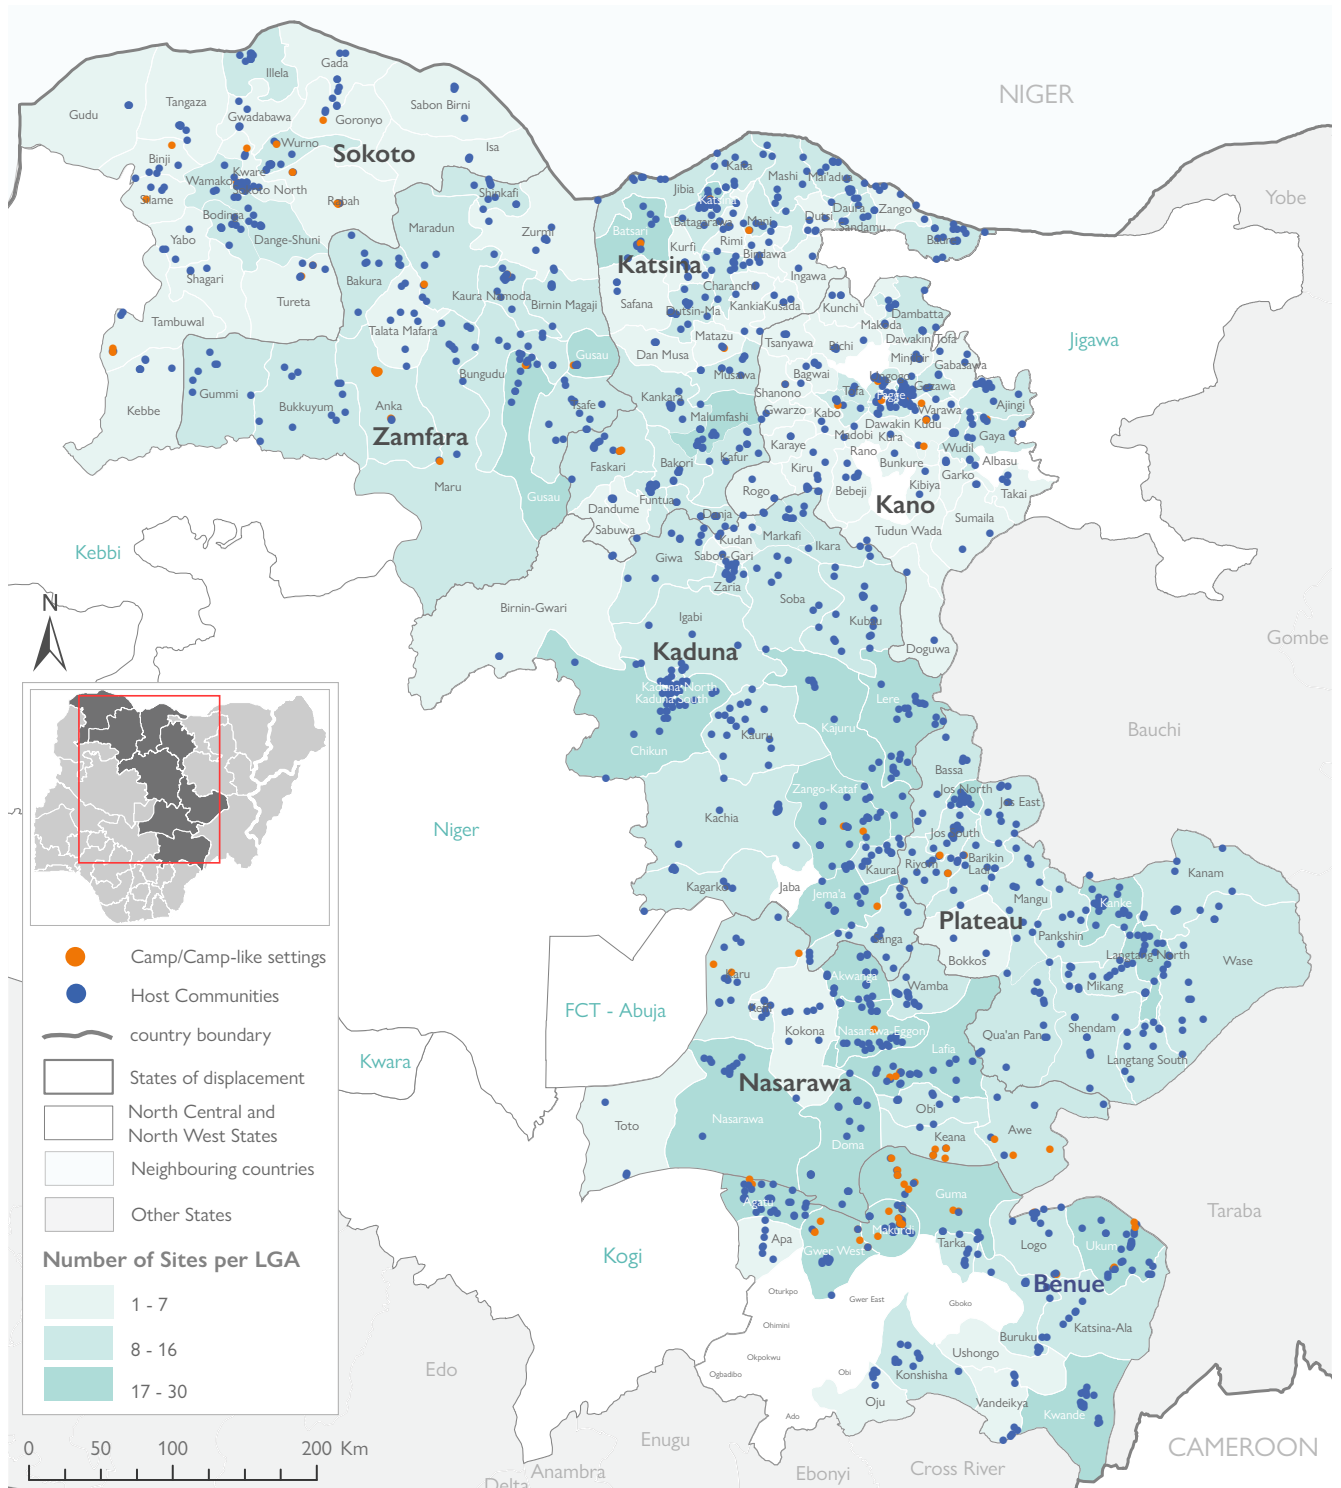 NIGER
Yobe
Jigawa
Gombe
Bauchi
Taraba
CAMEROON
Cross River
Ebonyi
Enugu
Anambra
Delta
Edo
Kogi
Kwara
FCT - Abuja
Niger
Kebbi
Sokoto
Gudu
Tangaza
Illela
Gada
Gwadabawa
Goronyo
Sabon Birni
Binji
Wurno
Isa
Kware
Wamako
Sokoto North
Silame
Rabah
Bodinga
Yabo
Dange-Shuni
Shagari
Tureta
Tambuwal
Kebbe
Zamfara
Shinkafi
Maradun
Zurmi
Bakura
Kaura Namoda
Birnin Magaji
Talata Mafara
Gusau
Bungudu
Gummi
Bukkuyum
Anka
Tsafe
Maru
Gusau
Katsina
Kaita
Mashi
Mai'adua
Jibia
Katsina
Daura
Zango
Dutsi
Sandamu
Baure
Batsari
Batagarawa
Mani
Kurfi
Rimi
Bindawa
Ingawa
Safana
Charanchi
Dutsin-Ma
Kankia
Kusada
Dan Musa
Matazu
Musawa
Kankara
Malumfashi
Kafur
Bakori
Faskari
Funtua
Dandume
Danja
Sabuwa
Kano
Kunchi
Dambatta
Makoda
Tsanyawa
Bichi
Dawakin Tofa
Minjibir
Gabasawa
Bagwai
Shanono
Tofa
Ungogo
Gezawa
Fagge
Gwarzo
Kabo
Warawa
Ajingi
Dawakin Kudu
Madobi
Kura
Gaya
Karaye
Rano
Wudil
Kiru
Bunkure
Albasu
Garko
Rogo
Bebeji
Kibiya
Takai
Sumaila
Tudun Wada
Doguwa
Kaduna
Kudan
Markafi
Ikara
Giwa
Sabon-Gari
Zaria
Soba
Birnin-Gwari
Igabi
Kubau
Kaduna North
Kaduna South
Lere
Kajuru
Chikun
Kauru
Zango-Kataf
Kachia
Kaura
Jaba
Kagarko
Jema'a
Sanga
Plateau
Bassa
Jos North
Jos East
Jos South
Riyom
Barikin
Ladi
Mangu
Kanam
Kanke
Pankshin
Bokkos
Langtang North
Wase
Mikang
Shendam
Qua'an Pan
Langtang South
Nasarawa
Karu
Akwanga
Wamba
Keffi
Kokona
Nasarawa-Eggon
Lafia
Toto
Nasarawa
Doma
Obi
Keana
Awe
Benue
Agatu
Guma
Makurdi
Apa
Gwer West
Tarka
Logo
Ukum
Oturkpo
Gwer East
Gboko
Ohimini
Buruku
Katsina-Ala
Okpokwu
Ushongo
Ogbadibo
Obi
Konshisha
Oju
Vandeikya
Kwande
Ado
N
Camp/Camp-like settings
Host Communities
country boundary
States of displacement
North Central and
North West States
Neighbouring countries
Other States
Number of Sites per LGA
1 - 7
8 - 16
17 - 30
0 50 100 200 Km